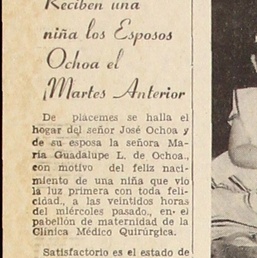 Reciben una
niña los Esposos
Ochoa el
Martes Anterior
De placemes se halla el
hogar del señor José Ochoa y
de su esposa la señora Ma-
ria Guadalupe L. de Ochoa.,
con motivo del feliz naci-
miento de una niña que vio
la luz primera con toda feli-
cidad., a las veintidos horas
del miércoles pasado, en el
pabellón de maternidad de la
Clínica Médico Quirúrgica.
Satisfactorio es el estado de